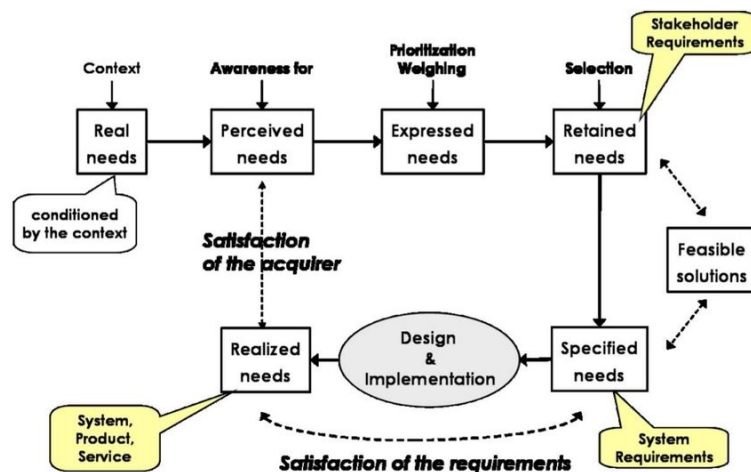 Stakeholder
Requirements
Context
Awareness for
Prioritization
Weighing
Selection
Real
needs
Perceived
needs
Expressed
needs
Retained
needs
conditioned
by the context
Satisfaction
of the acquirer
Feasible
solutions
Realized
needs
Design
&
Implementation
Specified
needs
System,
Product,
Service
System
Requirements
Satisfaction of the requirements